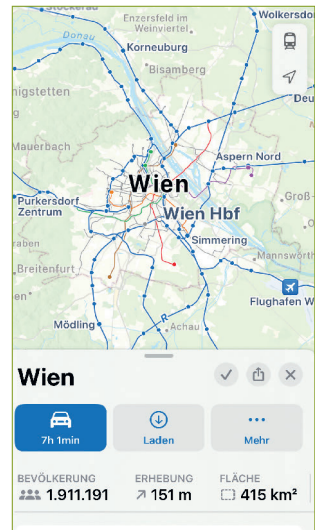 Stockerau
Enzersfeld im
Weinviertel
Wolkersdo
Donau
Korneuburg
Bisamberg
nigstetten
Deu
Mauerbach
Aspern Nord
Wien
Groß-
Purkersdorf
Zentrum
Wien Hbf
Simmering
raben
Mannswörth
Breitenfurt
Flughafen W
Mödling
Achau
R
Wien
7h 1min
Laden
Mehr
BEVÖLKERUNG ERHEBUNG FLÄCHE
1.911.191 151 m 415 km²